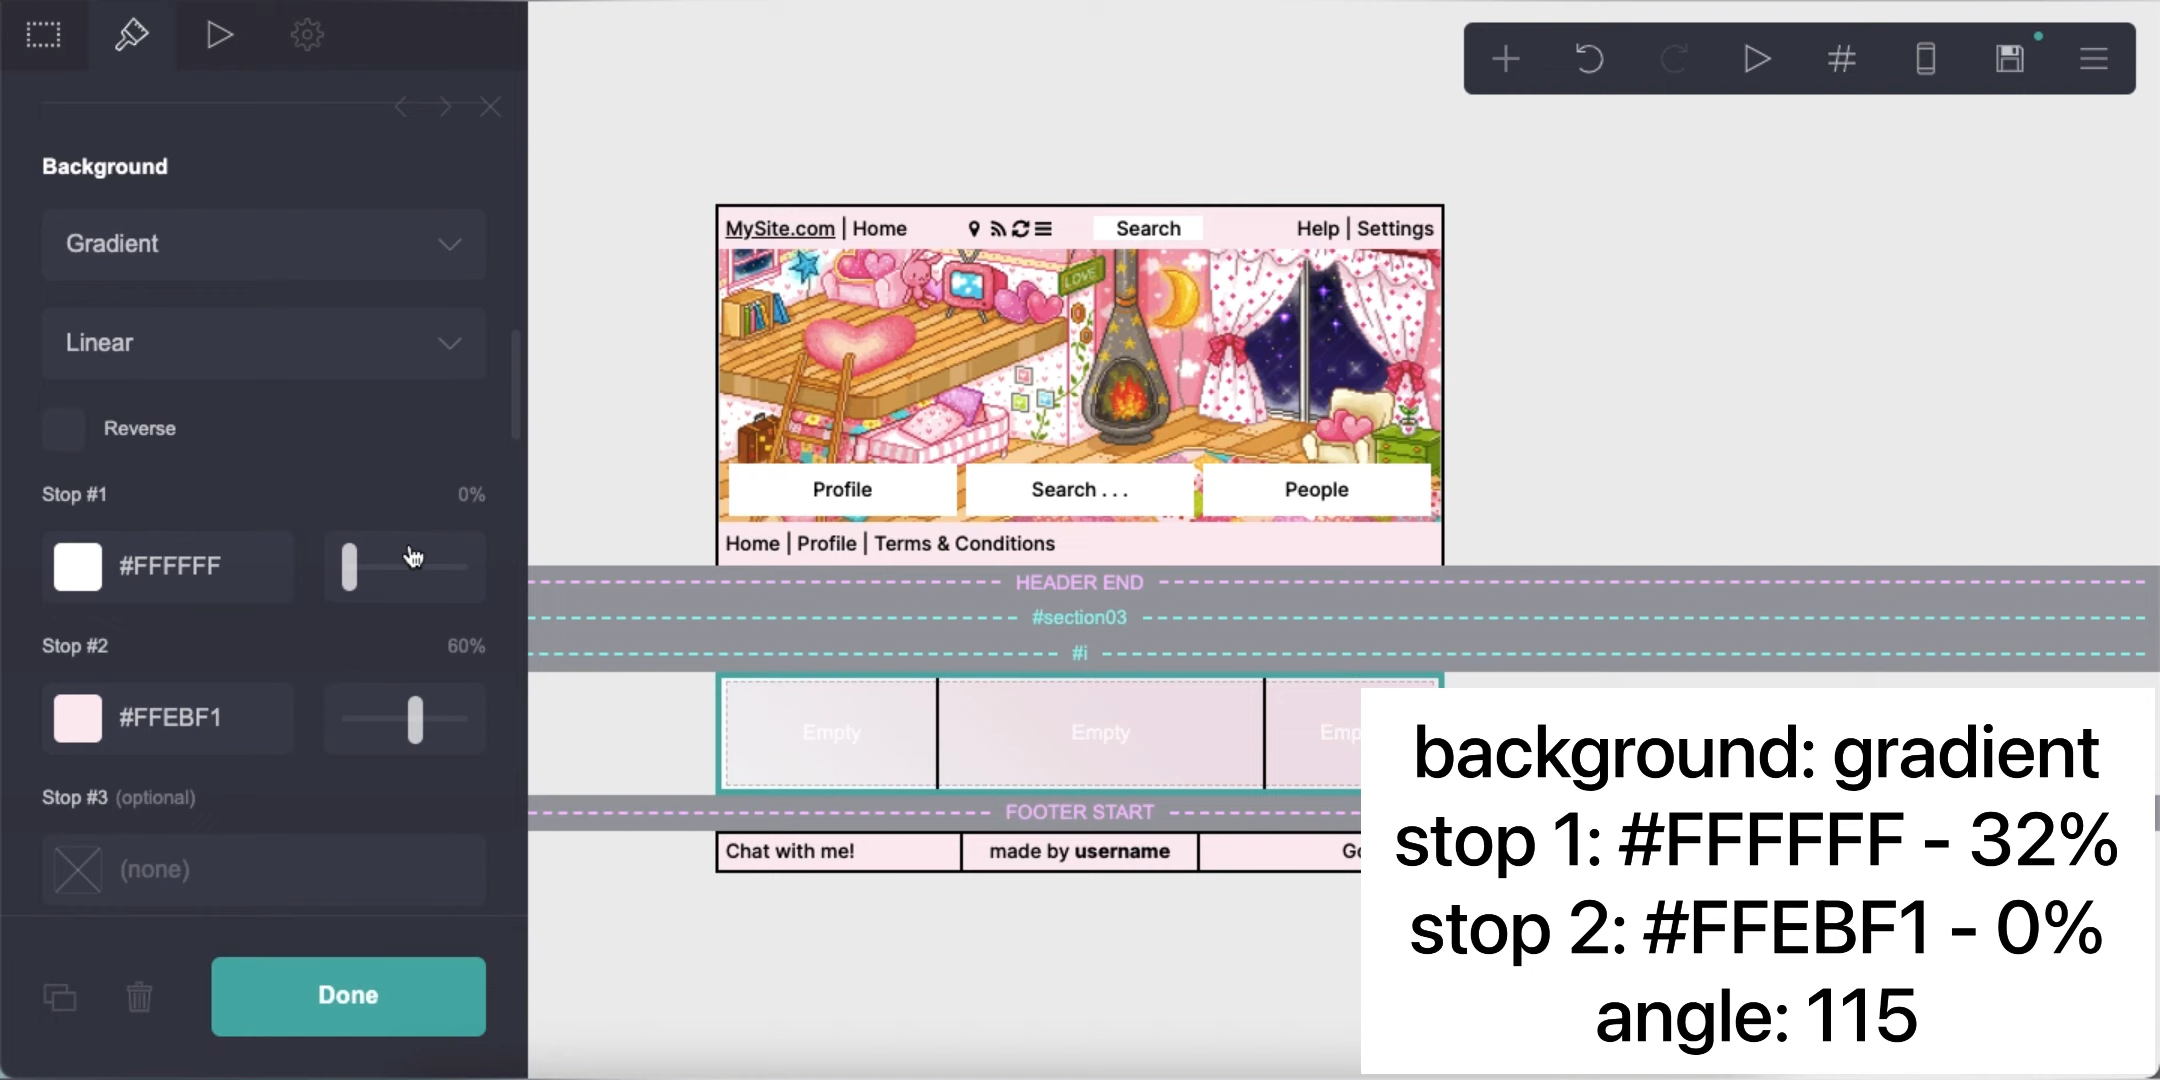 Background
Gradient
Linear
Reverse
Stop #1 0%
#FFFFFF
Stop #2 60%
#FFEBF1
Stop #3 (optional)
(none)
Done
MySite.com | Home Search Help | Settings
LOVE
Profile Search . . . People
Home | Profile | Terms & Conditions
HEADER END
#section03
#i
Empty Empty
FOOTER START
Chat with me! made by username
background: gradient
stop 1: #FFFFFF - 32%
stop 2: #FFEBF1 - 0%
angle: 115